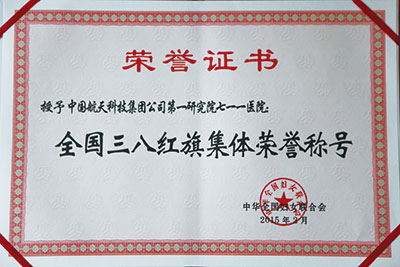 荣誉证书
授予中国航天科技集团公司第一研究院七一一医院:
全国三八红旗集体荣誉称号
中华全国妇女联合会
2015年2月